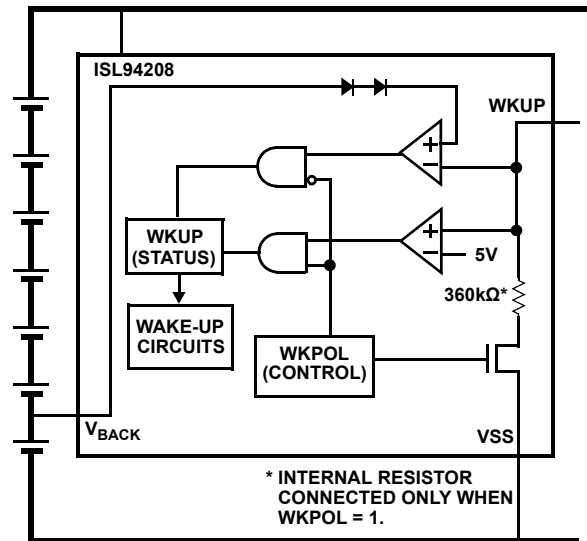 ISL94208
WKUP
+
−
+
−
5V
WKUP
(STATUS)
360kΩ*
WAKE-UP
CIRCUITS
WKPOL
(CONTROL)
VBACK
VSS
* INTERNAL RESISTOR
CONNECTED ONLY WHEN
WKPOL = 1.